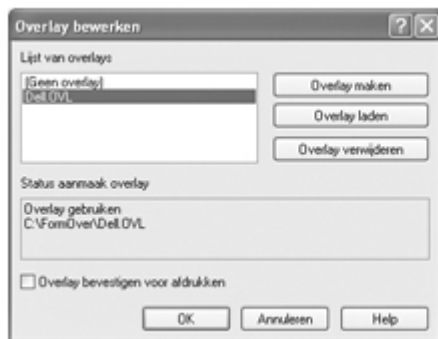 Overlay bewerken
Lijst van overlays
(Geen overlay)
Dell.OVL
Overlay maken
Overlay laden
Overlay verwijderen
Status aanmaak overlay
Overlay gebruiken
C:\FormOver\Dell.OVL
Overlay bevestigen voor afdrukken
OK
Annuleren
Help